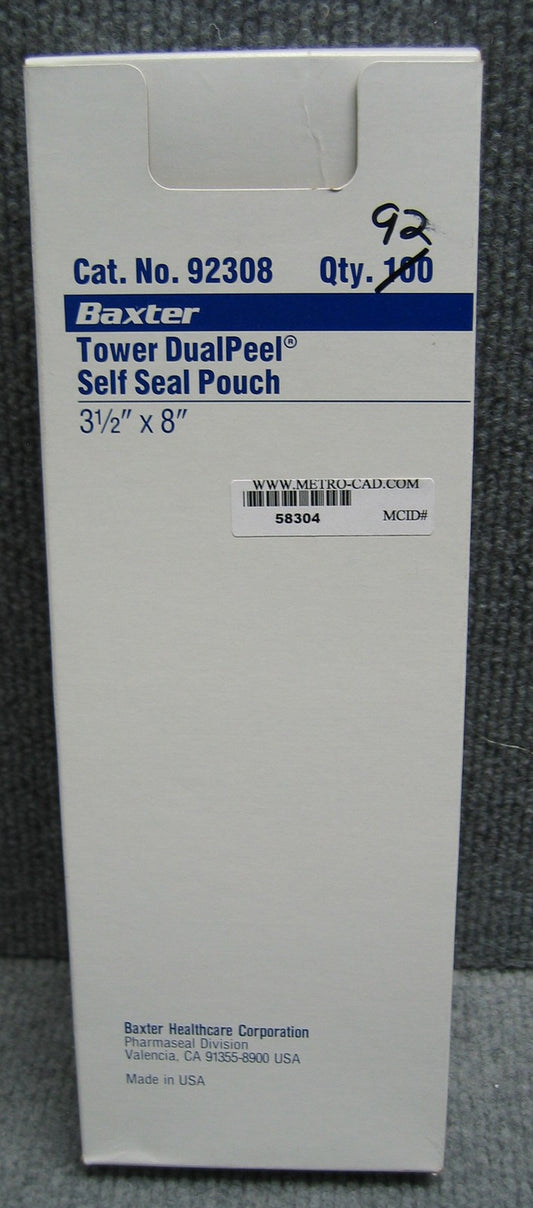 92
Cat. No. 92308 Qty. 100
Baxter
Tower DualPeel®
Self Seal Pouch
3½" x 8"
WWW.METRO-CAD.COM
58304 MCID#
Baxter Healthcare Corporation
Pharmaseal Division
Valencia, CA 91355-8900 USA
Made in USA